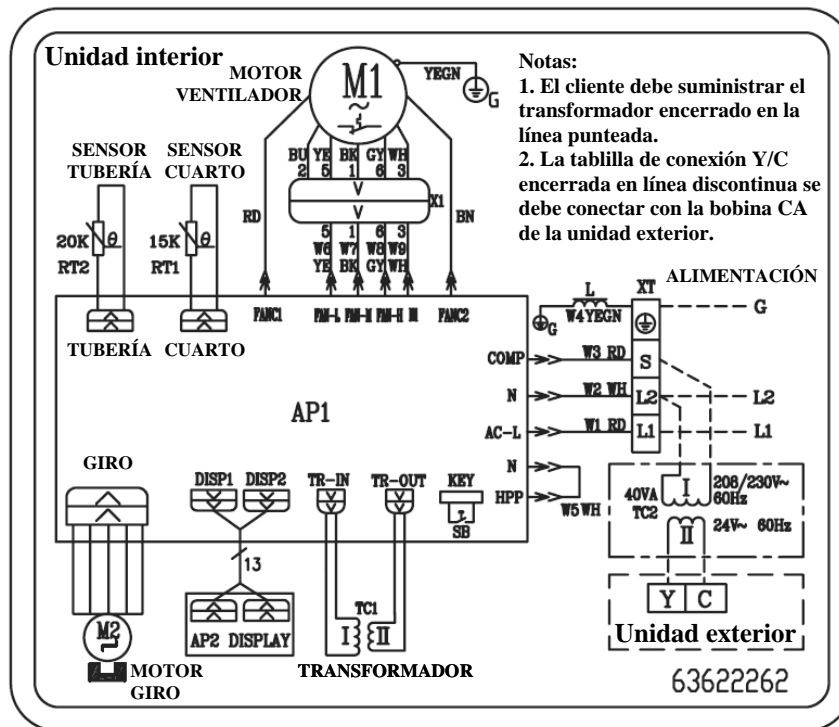 Unidad interior
MOTOR
VENTILADOR
M1
YEGN
G
Notas:
1. El cliente debe suministrar el
transformador encerrado en la
línea punteada.
2. La tablilla de conexión Y/C
encerrada en línea discontinua se
debe conectar con la bobina CA
de la unidad exterior.
SENSOR
TUBERÍA
SENSOR
CUARTO
BU YE BK GY WH
2 5 1 6 3
X1
RD
BN
20K θ
RT2
15K θ
RT1
5 1 6 3
W6 W7 W8 W9
YE BK GY WH
FANC1 FAN-L FAN-M FAN-H N FANC2
TUBERÍA CUARTO
L
W4 YEGN
G
XT
ALIMENTACIÓN
G
COMP W3 RD S
N W2 WH L2 L2
AC-L W1 RD L1 L1
N
HPP
W5 WH
AP1
GIRO
DISP1 DISP2 TR-IN TR-OUT KEY
SB
40VA
TC2
I
208/230V~
60Hz
II
24V~ 60Hz
13
M2
AP2 DISPLAY
TC1
I II
Y C
Unidad exterior
MOTOR
GIRO
TRANSFORMADOR
63622262